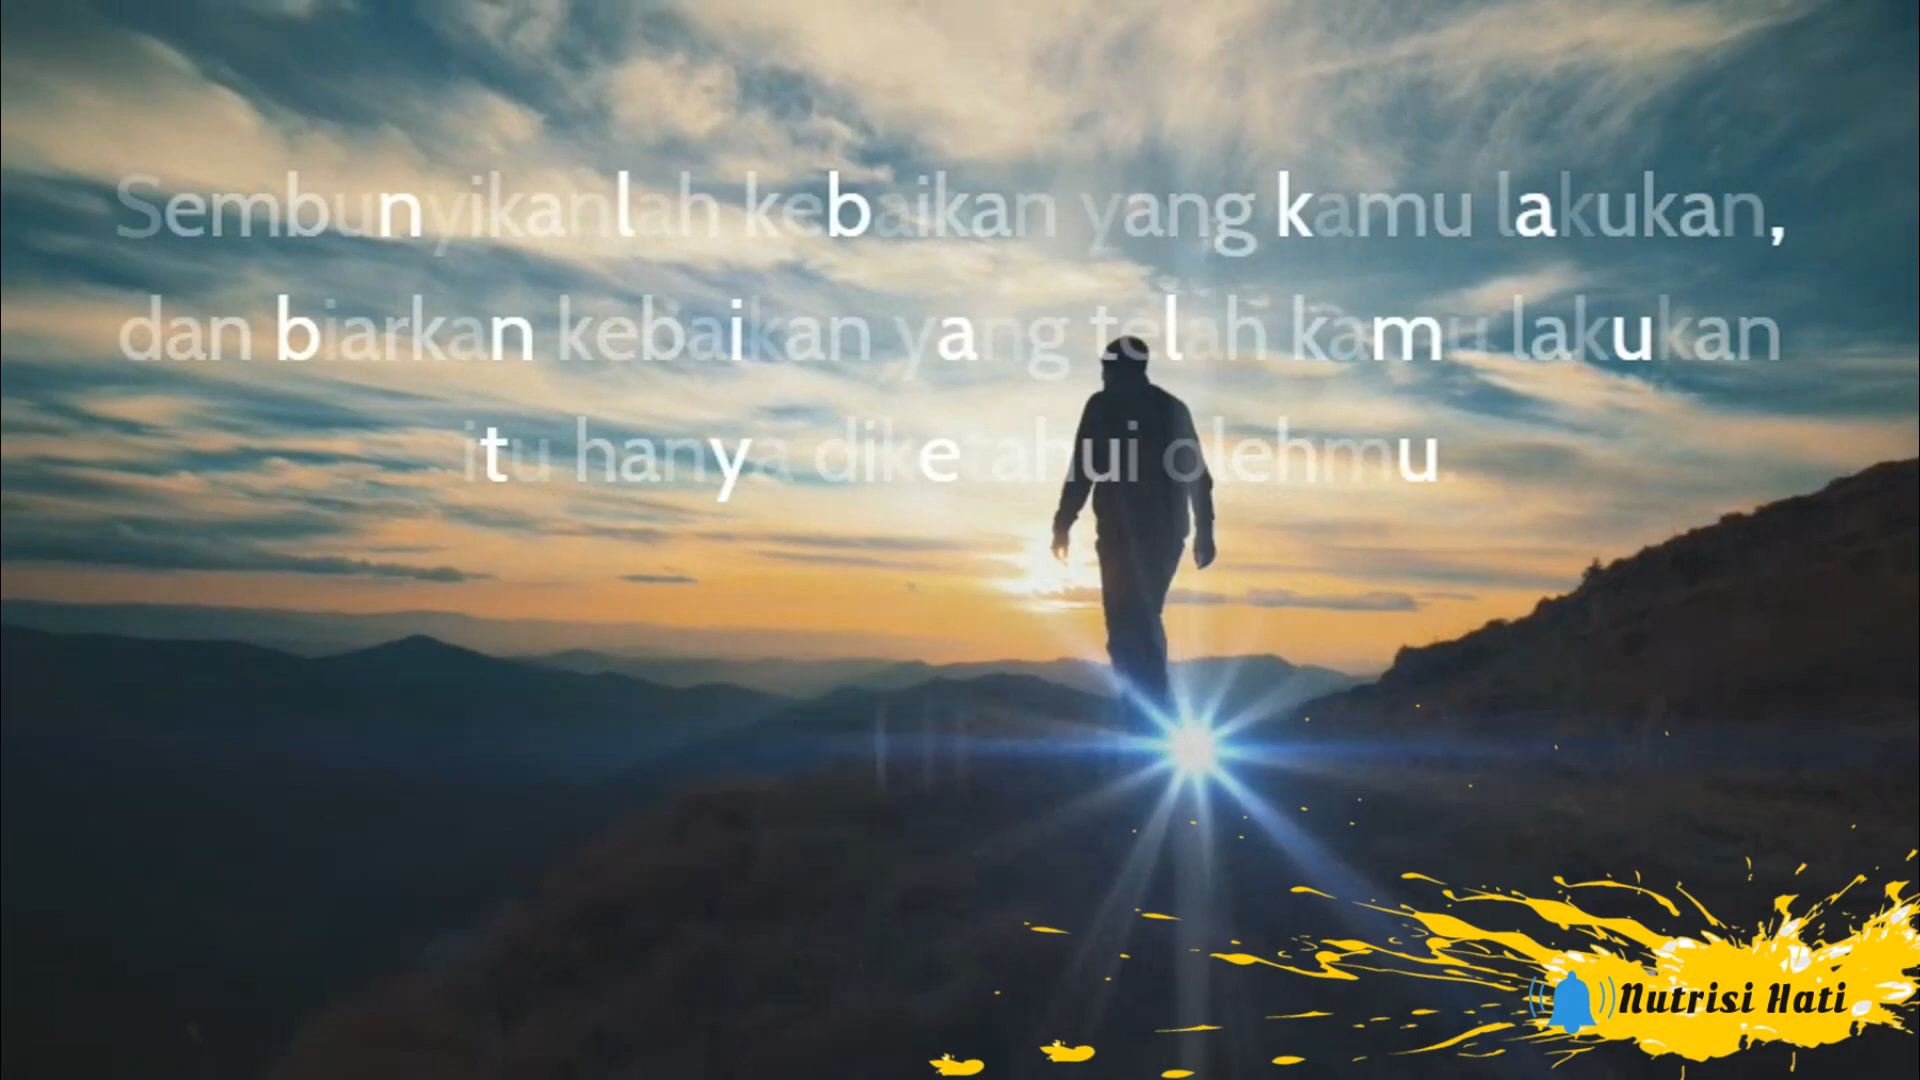 Sembunyikanlah kebaikan yang kamu lakukan,
dan biarkan kebaikan yang telah kamu lakukan
itu hanya diketahui olehmu
Nutrisi Hati